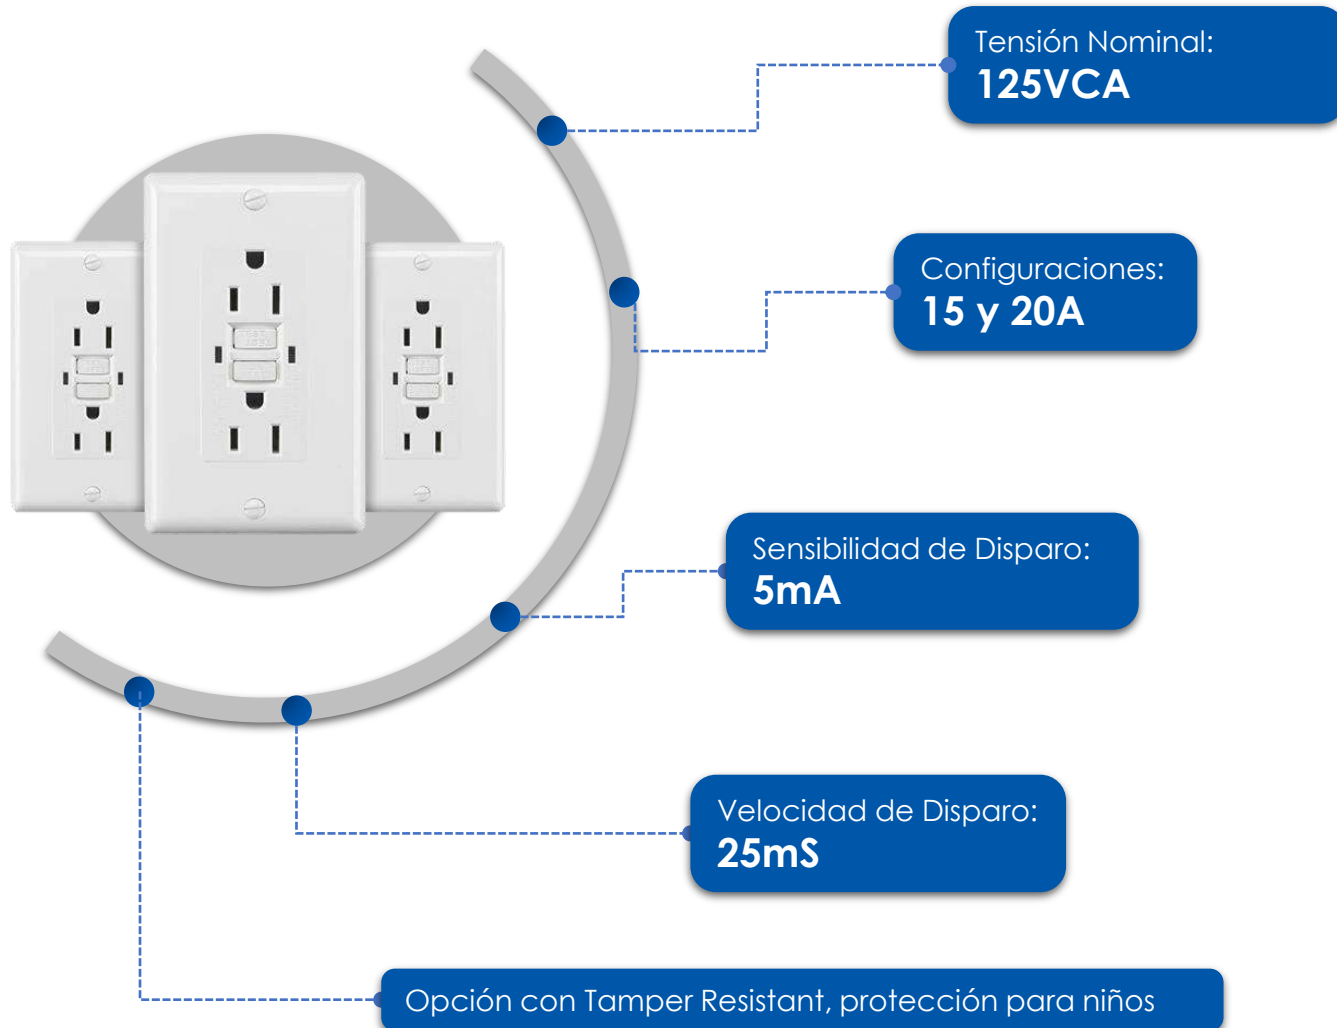 Tensión Nominal:
125VCA
Configuraciones:
15 y 20A
Sensibilidad de Disparo:
5mA
Velocidad de Disparo:
25mS
Opción con Tamper Resistant, protección para niños